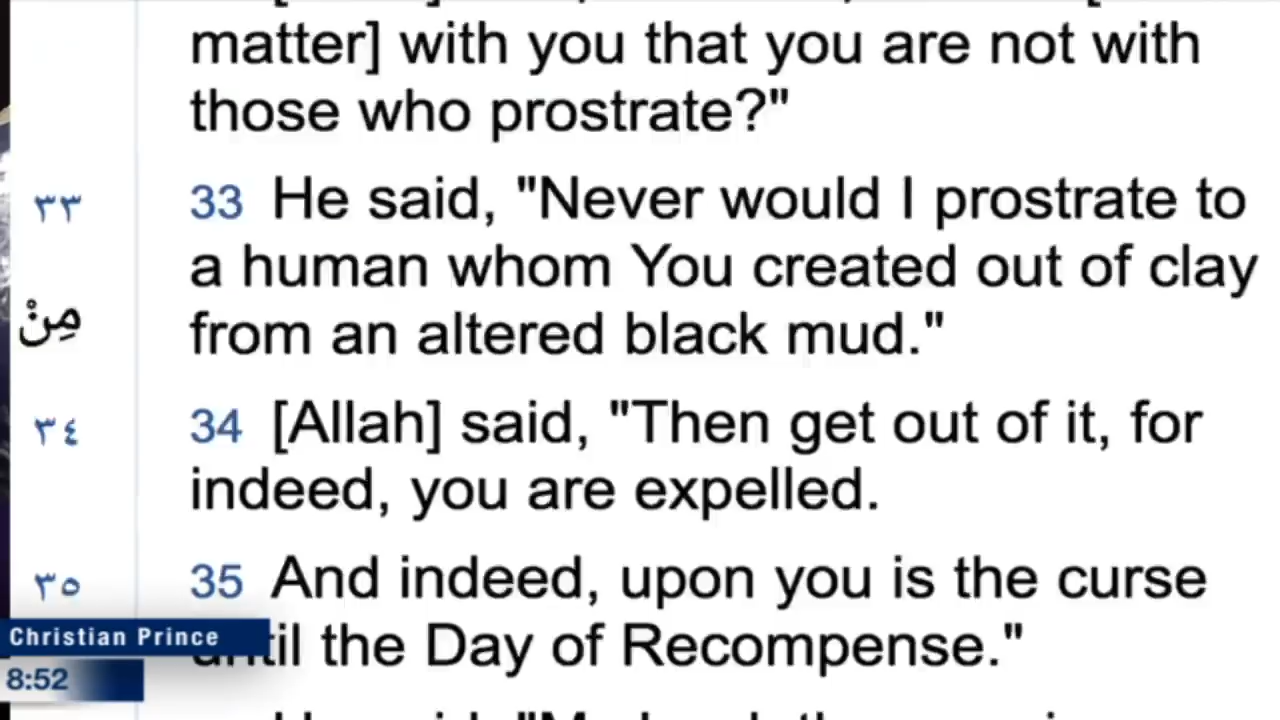 matter] with you that you are not with
those who prostrate?"
٣٣ 33 He said, "Never would I prostrate to
a human whom You created out of clay
مِنْ from an altered black mud."
٣٤ 34 [Allah] said, "Then get out of it, for
indeed, you are expelled.
٣٥ 35 And indeed, upon you is the curse
Christian Prince
until the Day of Recompense."
8:52